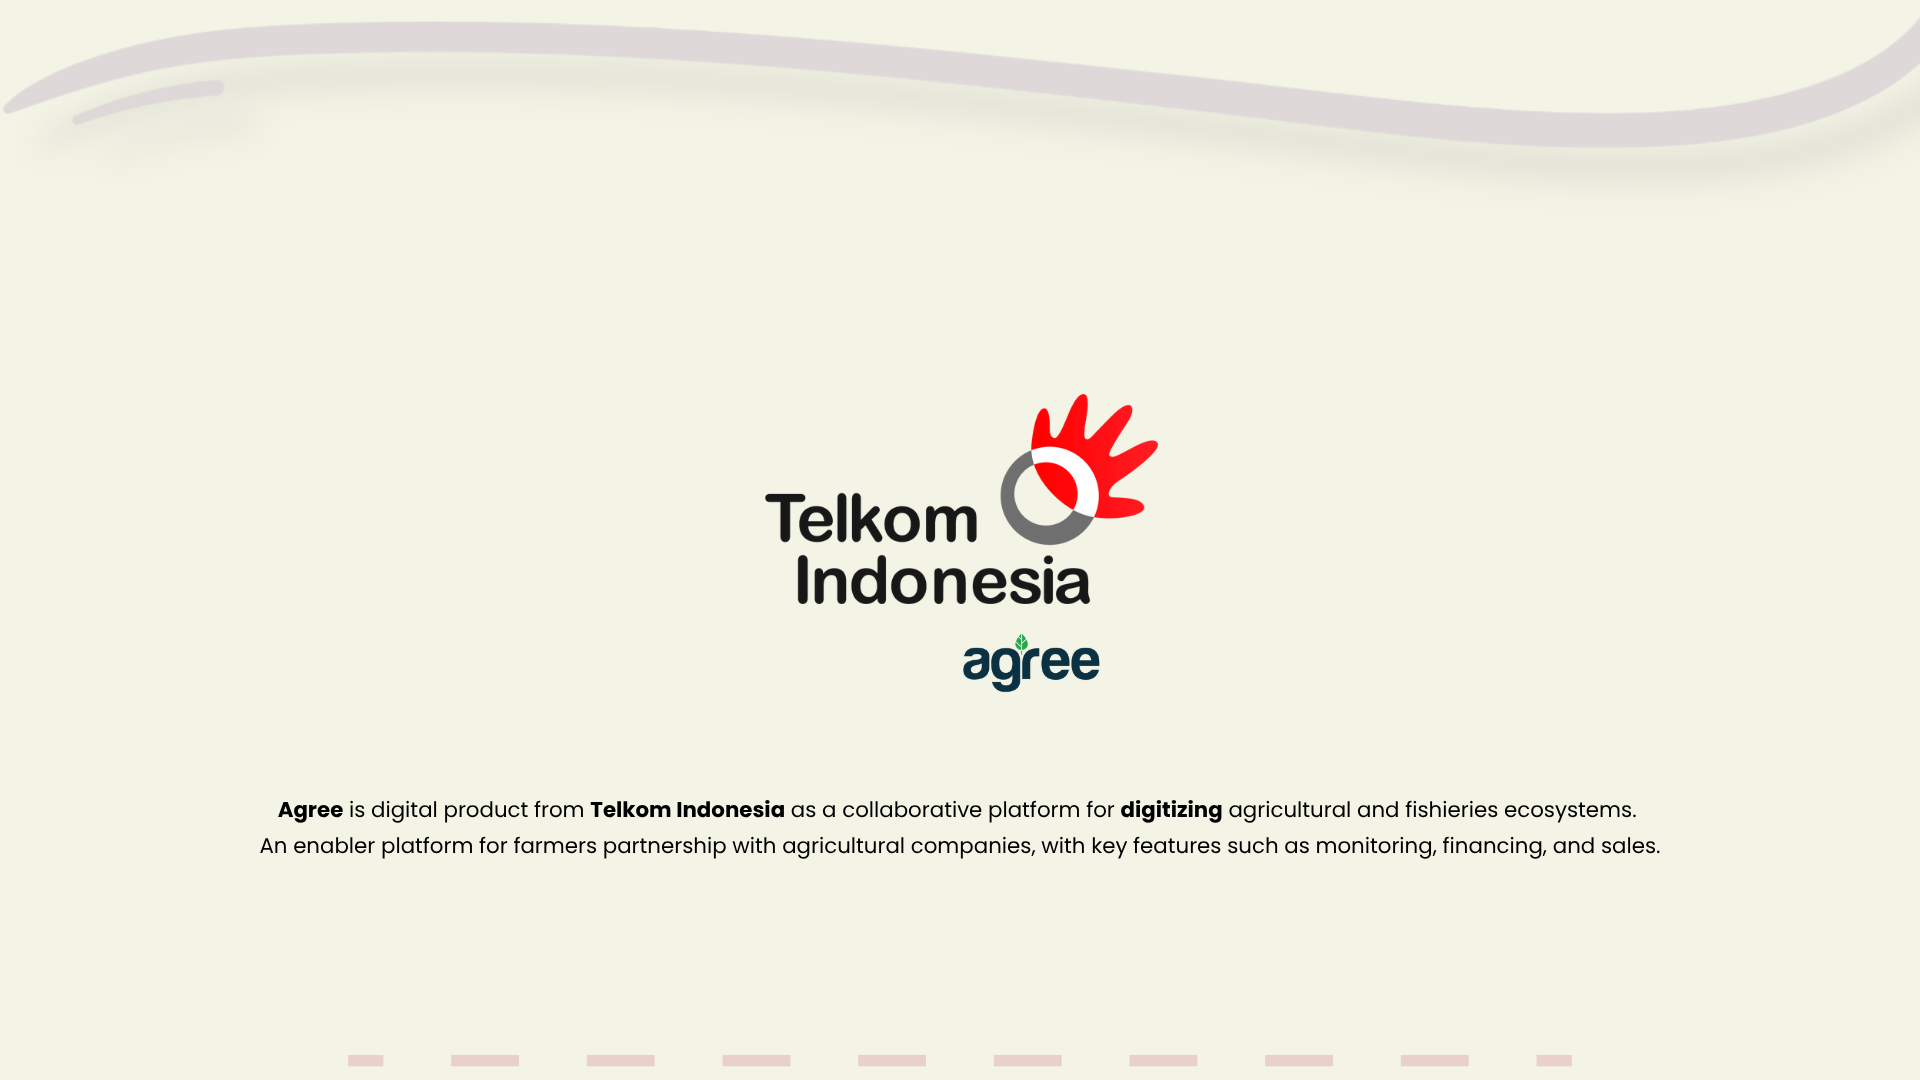 Telkom
Indonesia
agree
Agree is digital product from Telkom Indonesia as a collaborative platform for digitizing agricultural and fishieries ecosystems.
An enabler platform for farmers partnership with agricultural companies, with key features such as monitoring, financing, and sales.